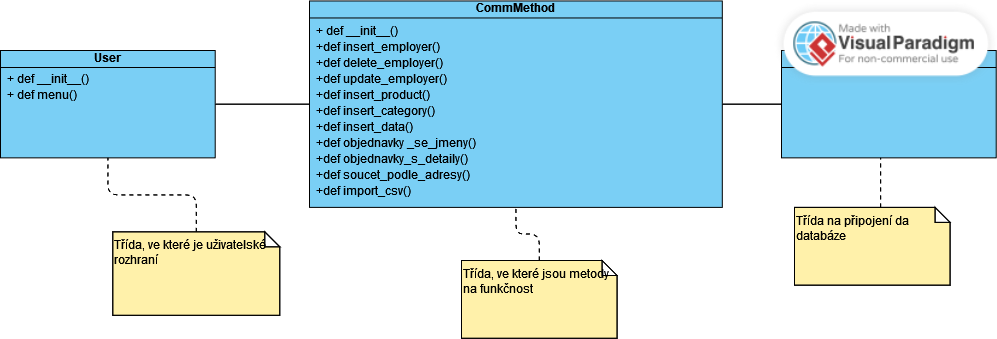 CommMethod
+ def __init__()
+def insert_employer()
+def delete_employer()
+def update_employer()
+def insert_product()
+def insert_category()
+def insert_data()
+def objednavky _se_jmeny()
+def objednavky_s_detaily()
+def soucet_podle_adresy()
+def import_csv()
User
+ def __init__()
+ def menu()
Made with
VisualParadigm
For non-commercial use
Třída, ve které je uživatelské
rozhraní
Třída, ve které jsou metody
na funkčnost
Třída na připojení da
databáze